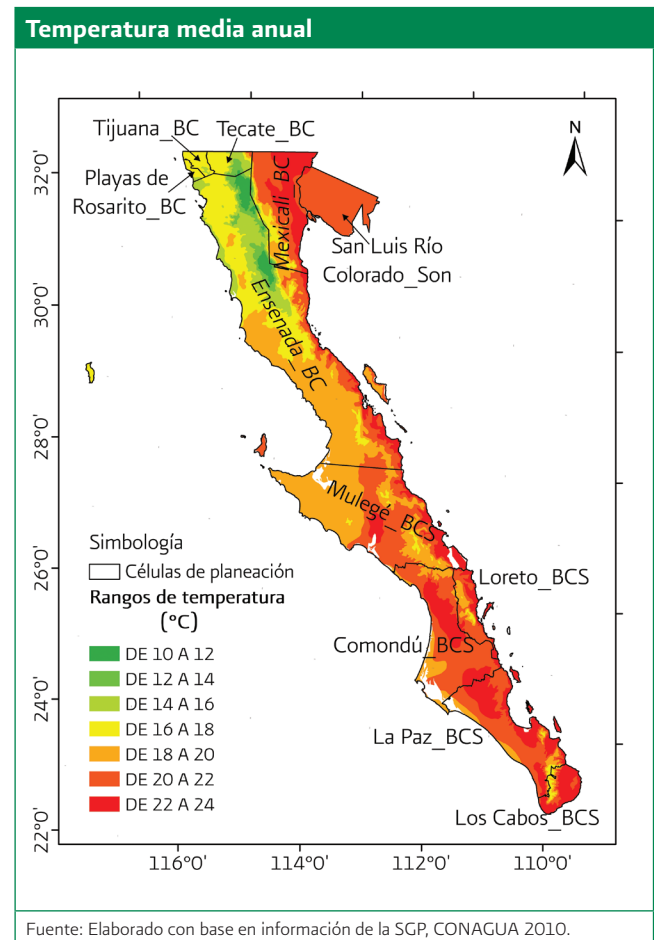 Temperatura media anual
Tijuana_BC
Tecate_BC
Playas de
Rosarito_BC
N
Mexicali_BC
San Luis Río
Colorado_Son
Ensenada_BC
Mulegé_BCS
Loreto_BCS
Comondú_BCS
La Paz_BCS
Los Cabos_BCS
32°0'
30°0'
28°0'
26°0'
24°0'
22°0'
116°0'
114°0'
112°0'
110°0'
Simbología
Células de planeación
Rangos de temperatura
(°C)
DE 10 A 12
DE 12 A 14
DE 14 A 16
DE 16 A 18
DE 18 A 20
DE 20 A 22
DE 22 A 24
Fuente: Elaborado con base en información de la SGP, CONAGUA 2010.